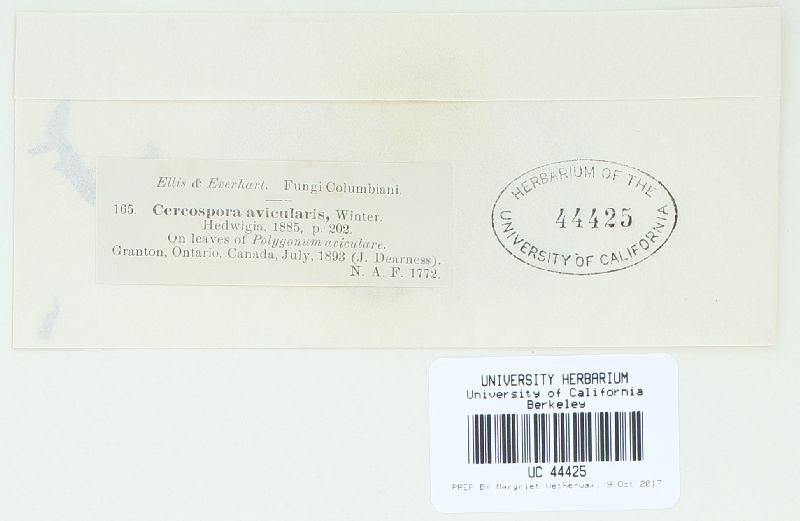 Ellis & Everhart. Fungi Columbiani.
165. Cercospora avicularis, Winter.
Hedwigia, 1885, p. 202.
On leaves of Polygonum aviculare.
Granton, Ontario, Canada, July, 1893 (J. Dearness).
N. A. F. 1772.
HERBARIUM OF THE
44425
UNIVERSITY OF CALIFORNIA
UNIVERSITY HERBARIUM
University of California
Berkeley
UC 44425
PREP By Margriet Wetherwax, 9 Oct 2017